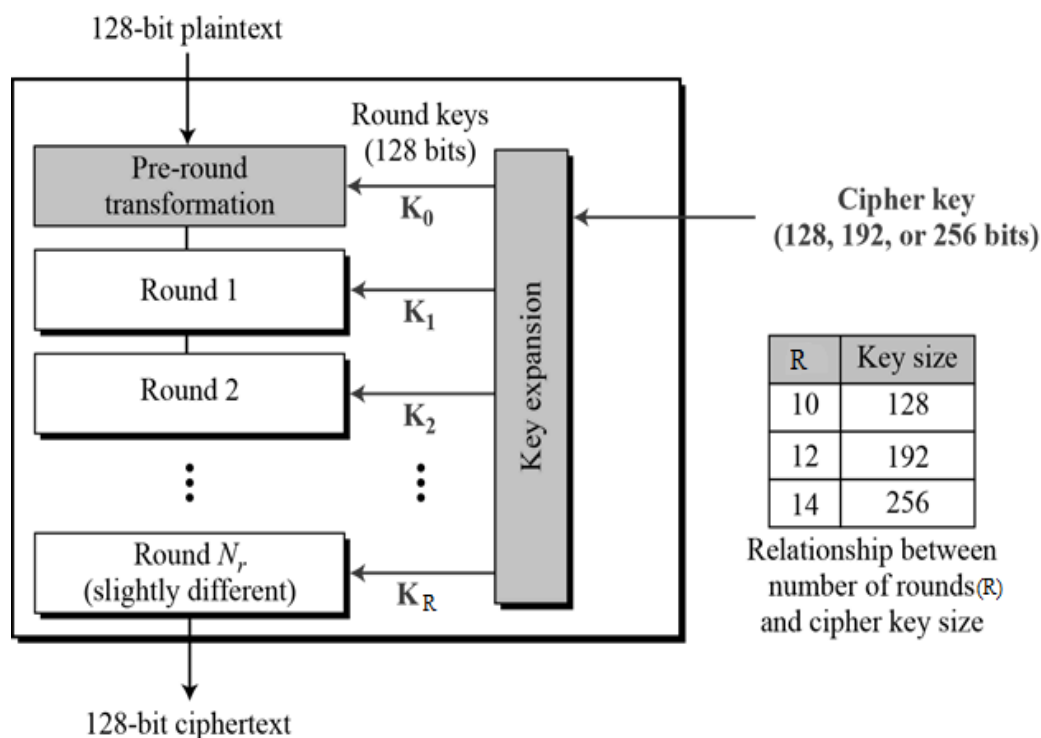 128-bit plaintext
Round keys
(128 bits)
Pre-round
transformation
K₀
Cipher key
(128, 192, or 256 bits)
Round 1
K₁
Round 2
K₂
Key expansion
Round Nᵣ
(slightly different)
K R
128-bit ciphertext
R Key size
10 128
12 192
14 256
Relationship between
number of rounds(R)
and cipher key size